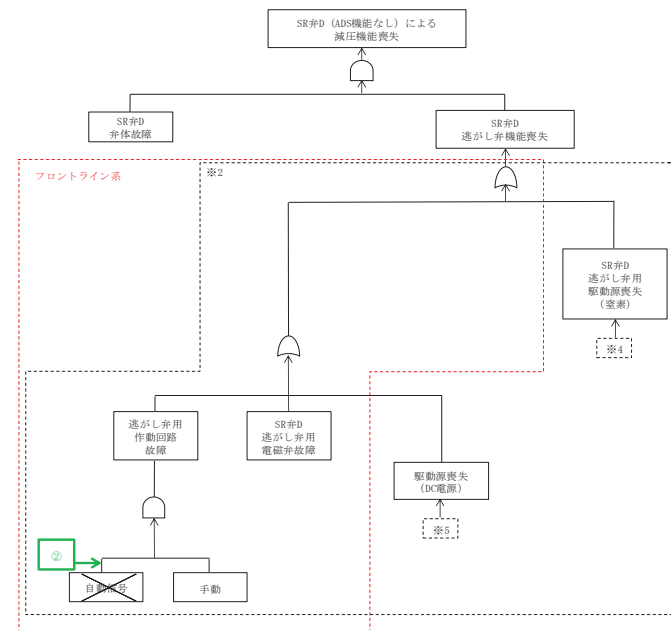 SR弁D（ADS機能なし）による
減圧機能喪失
SR弁D
弁体故障
SR弁D
逃がし弁機能喪失
フロントライン系
※2
SR弁D
逃がし弁用
駆動源喪失
（窒素）
※4
逃がし弁用
作動回路
故障
SR弁D
逃がし弁用
電磁弁故障
駆動源喪失
（DC電源）
※5
②
自動信号
手動